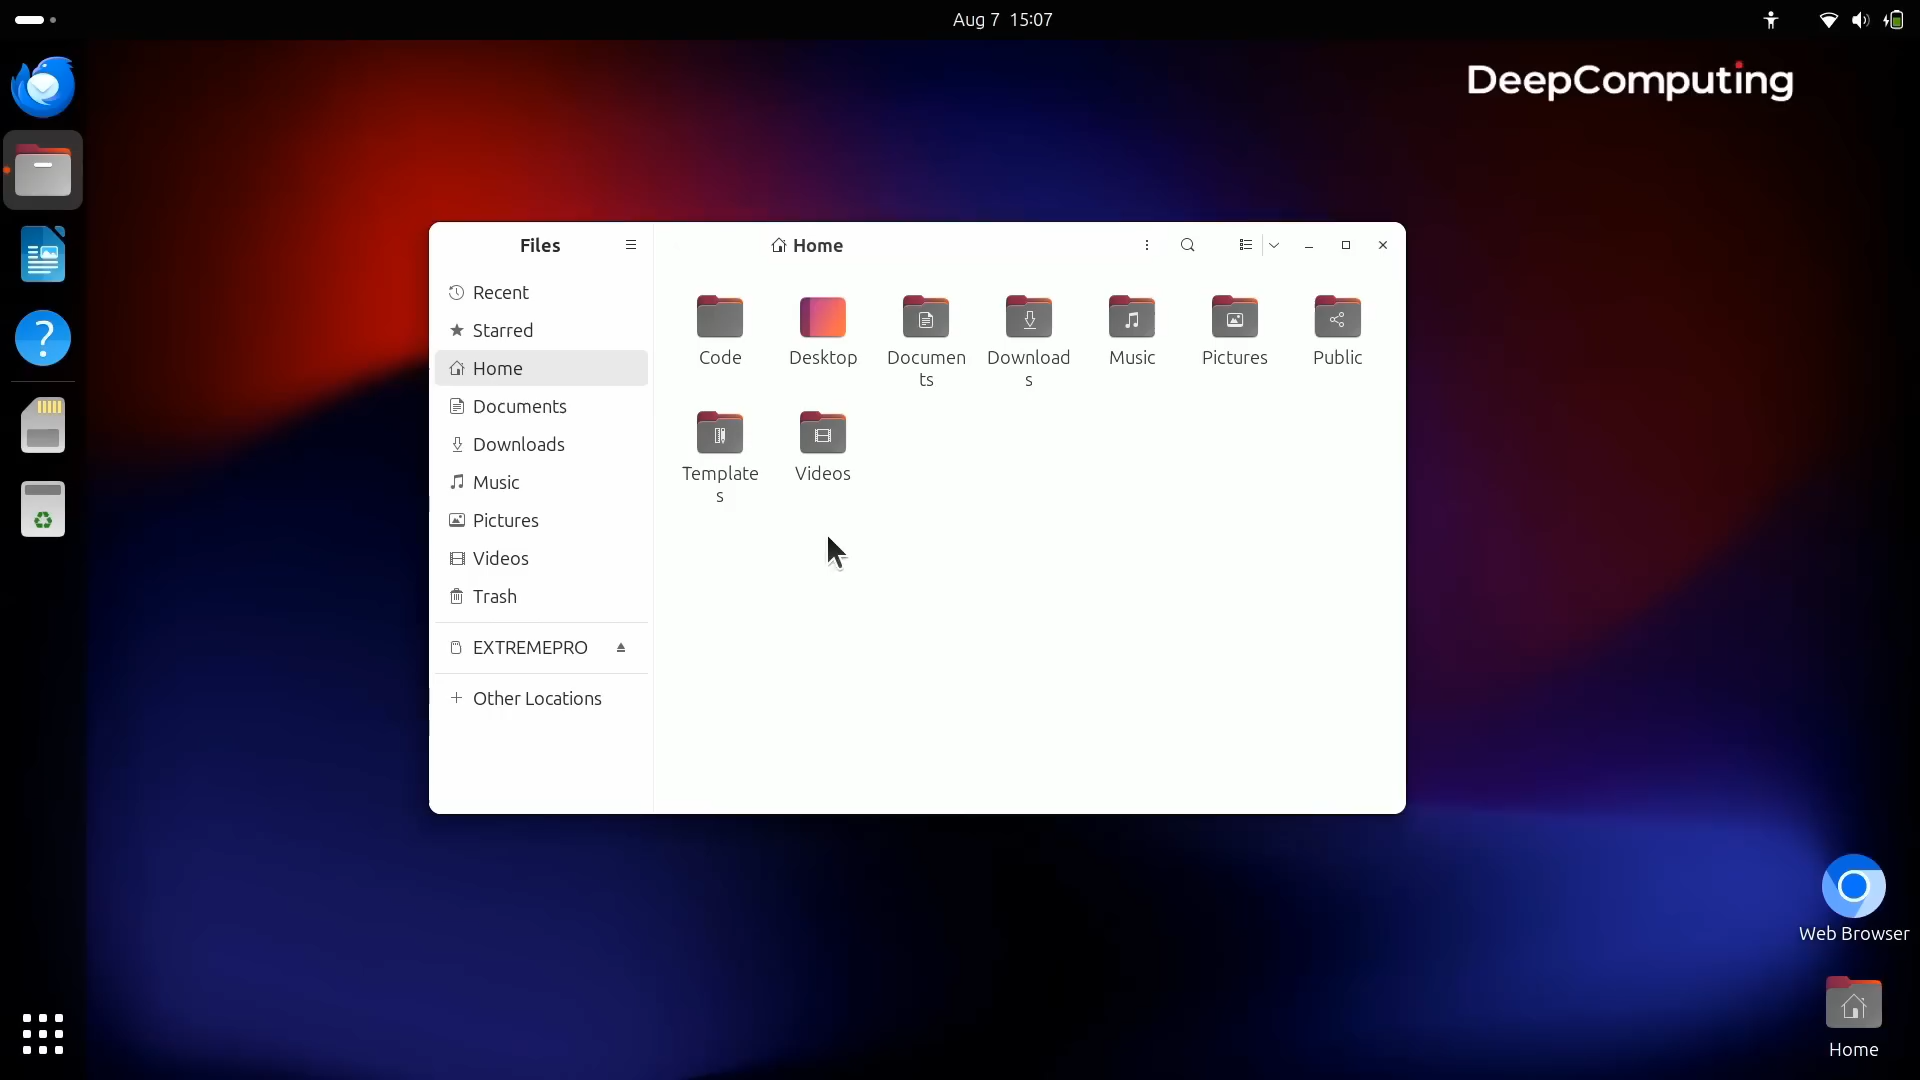 Aug 7 15:07
DeepComputing
Files
Home
Recent
Starred
Home
Documents
Downloads
Music
Pictures
Videos
Trash
EXTREMEPRO
Other Locations
Code
Desktop
Documen
ts
Download
s
Music
Pictures
Public
Template
s
Videos
Web Browser
Home